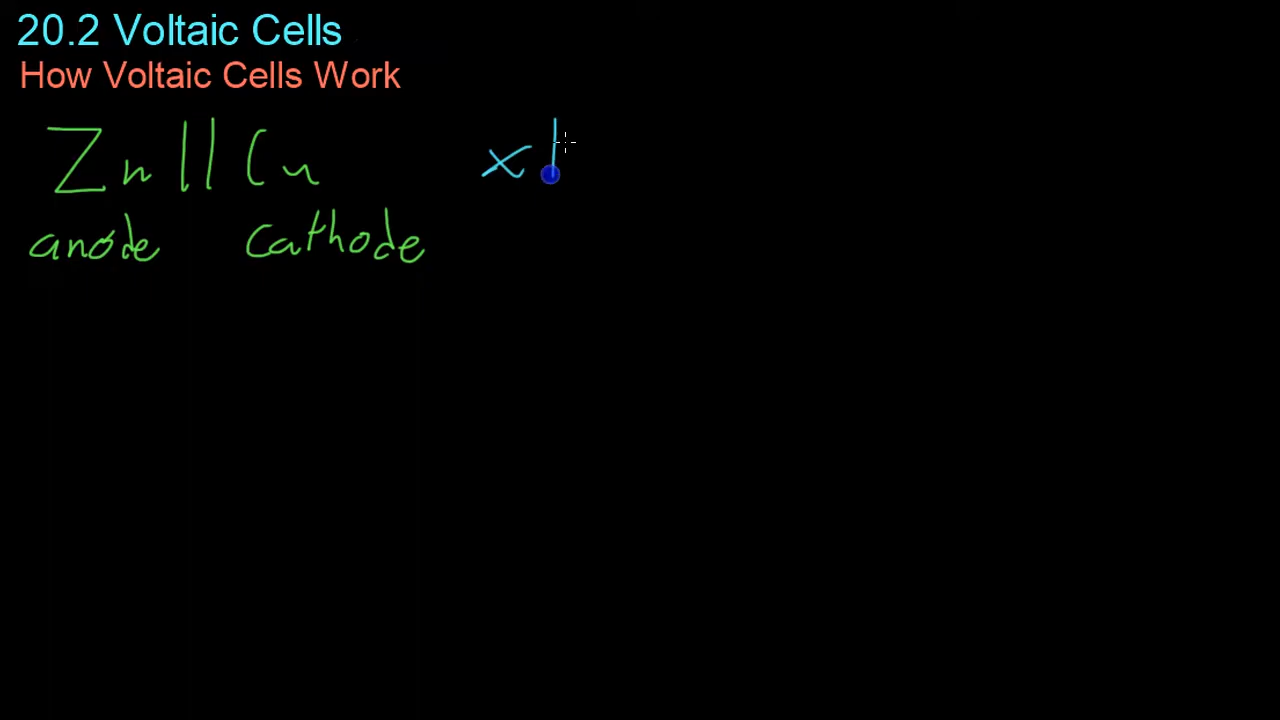 20.2 Voltaic Cells
How Voltaic Cells Work
Zn || Cu x |
anode cathode